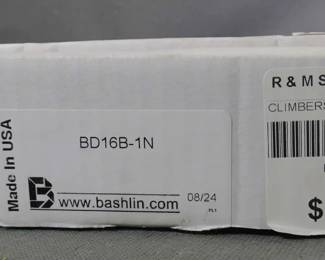 Made In USA
BD16B-1N
B
www.bashlin.com
08/24
R & M S
CLIMBERS
$